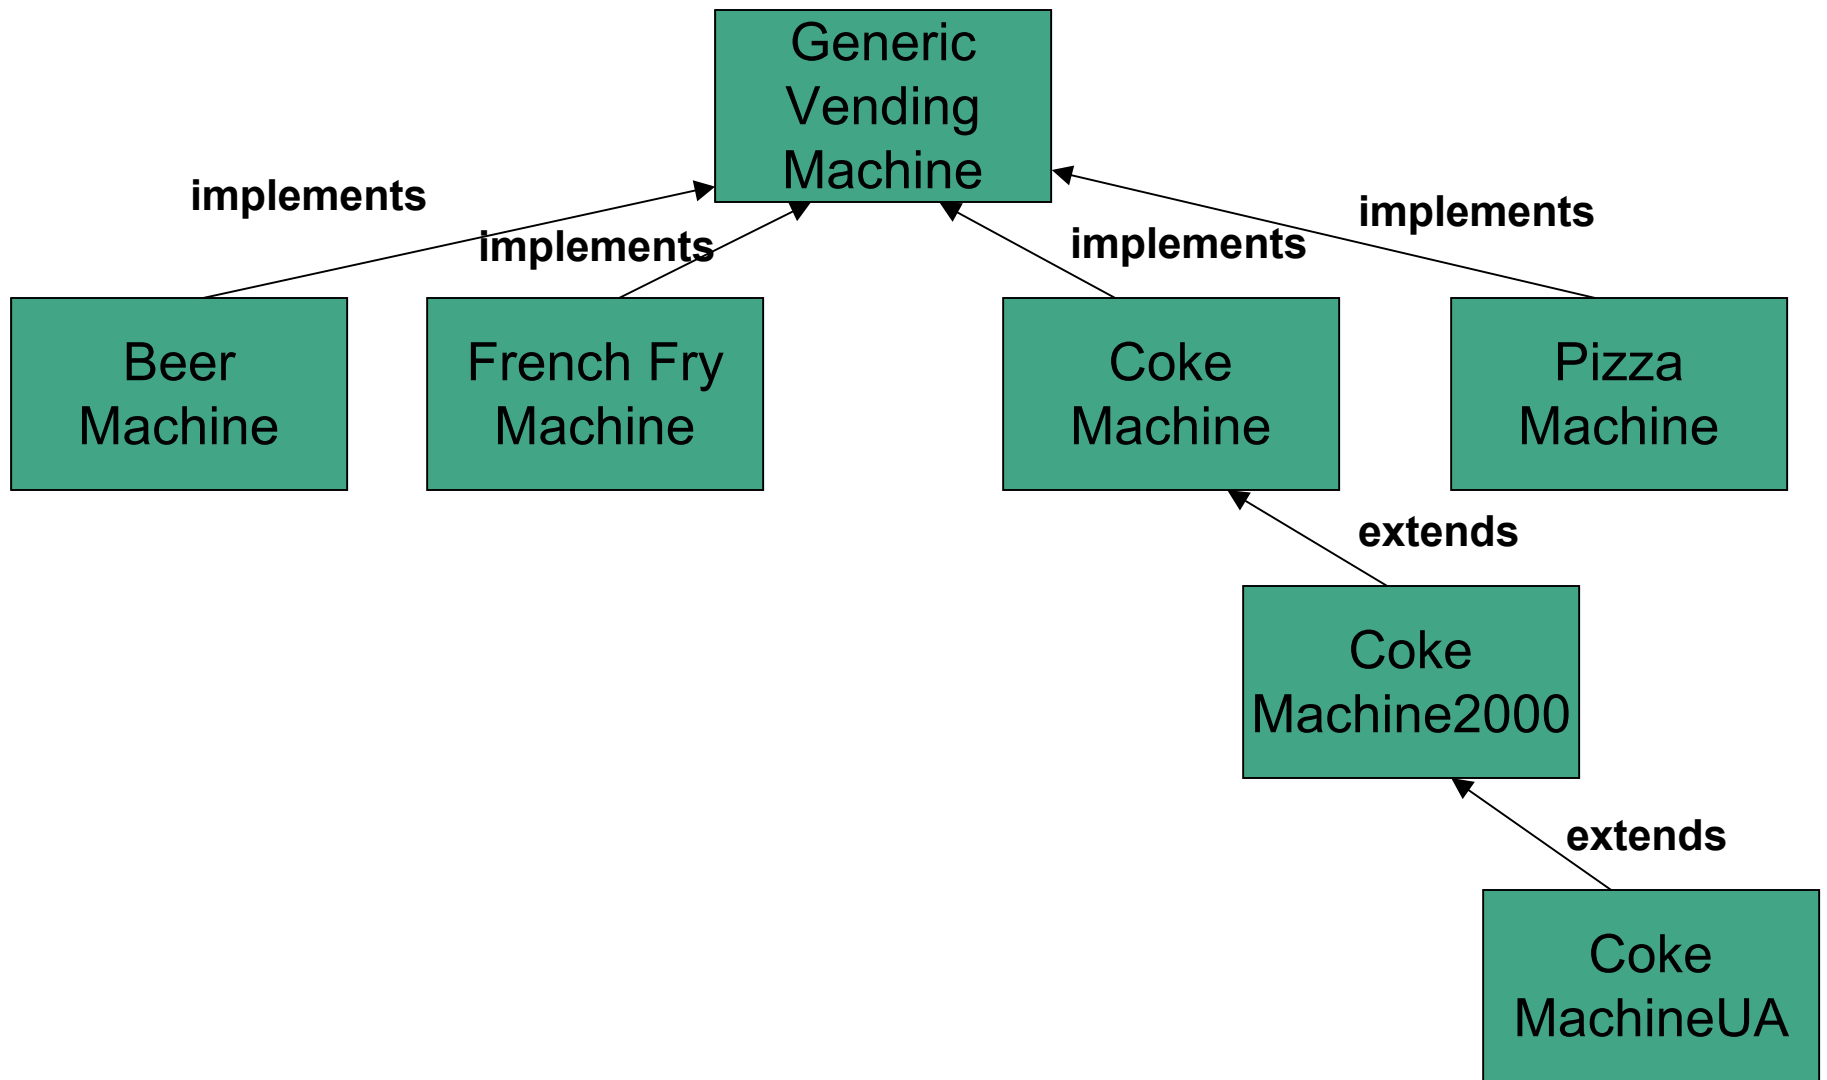 Generic
Vending
Machine
implements
implements
implements
implements
Beer
Machine
French Fry
Machine
Coke
Machine
Pizza
Machine
extends
Coke
Machine2000
extends
Coke
MachineUA